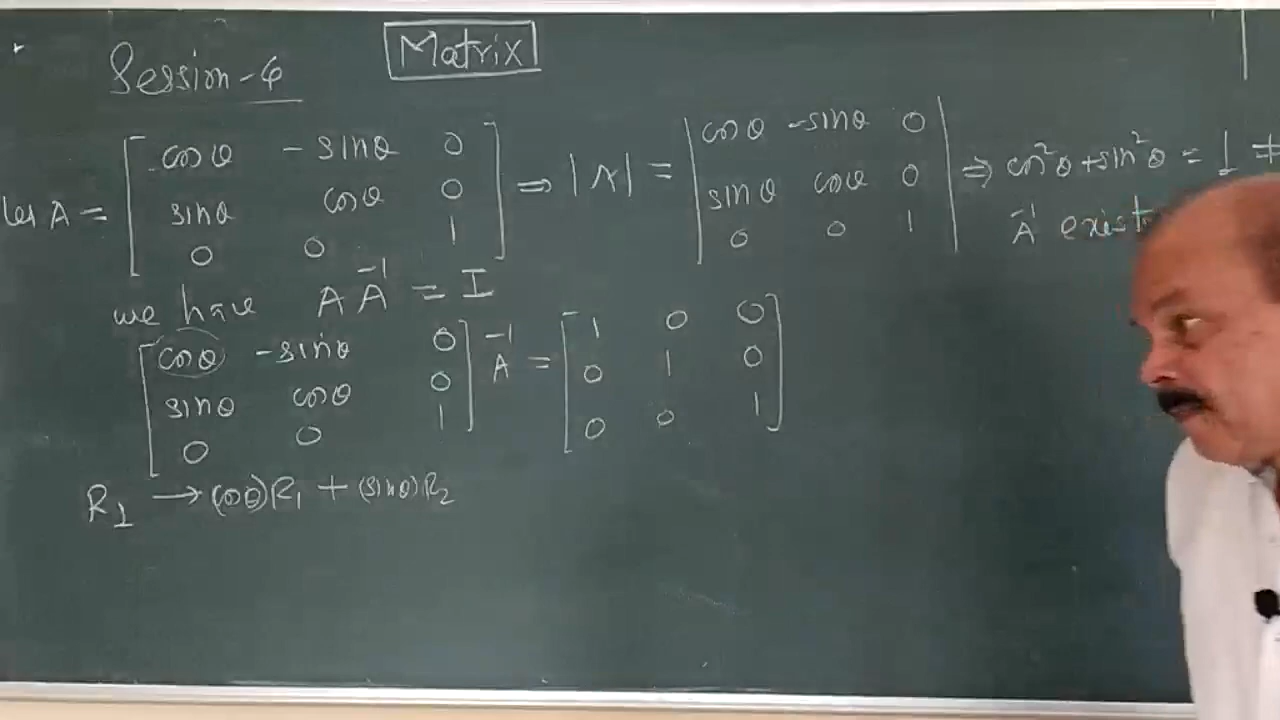 Session-6
Matrix
let A = [ cosθ -sinθ 0 ⇒ |A| = | cosθ -sinθ 0 | ⇒ cos²θ+sin²θ = 1 ≠
sinθ cosθ 0 ] sinθ cosθ 0 | A⁻¹ exist
0 0 1 ] 0 0 1 |
we have A A⁻¹ = I
[ cosθ -sinθ 0 ] A⁻¹ = [ 1 0 0 ]
sinθ cosθ 0 0 1 0
0 0 1 0 0 1
R₁ → (cosθ)R₁ + (sinθ)R₂